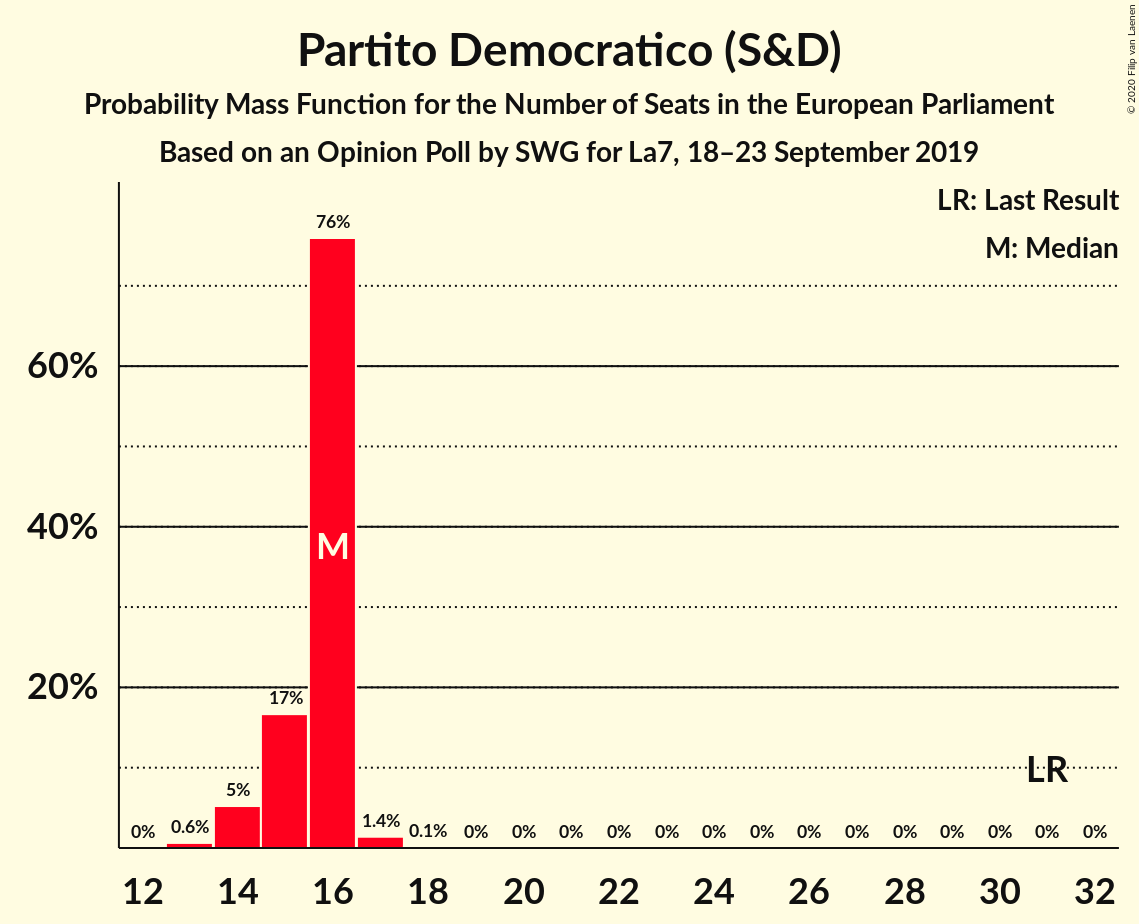 Partito Democratico (S&D)
Probability Mass Function for the Number of Seats in the European Parliament
Based on an Opinion Poll by SWG for La7, 18–23 September 2019
© 2020 Filip van Laenen
LR: Last Result
M: Median
76%
60%
40%
M
20%
17%
LR
5%
0% 0.6% 1.4% 0.1% 0% 0% 0% 0% 0% 0% 0% 0% 0% 0% 0% 0% 0% 0%
12 14 16 18 20 22 24 26 28 30 32